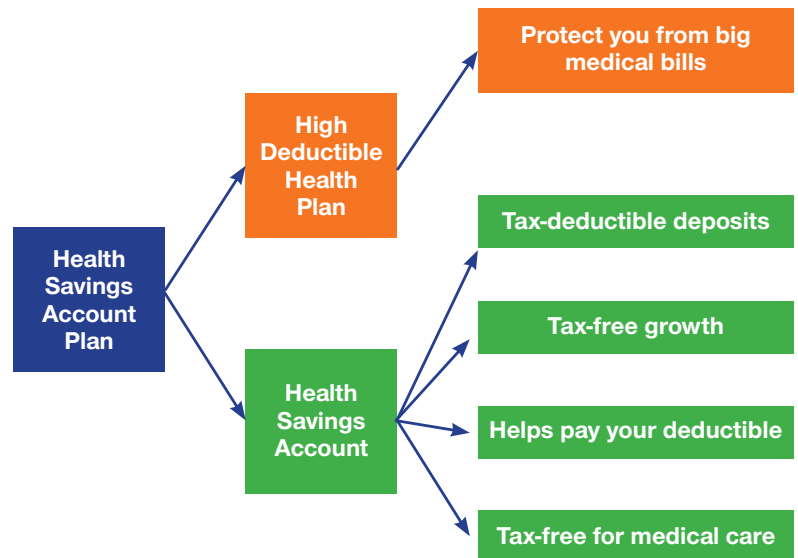 Protect you from big
medical bills
High
Deductible
Health
Plan
Tax-deductible deposits
Health
Savings
Account
Plan
Tax-free growth
Health
Savings
Account
Helps pay your deductible
Tax-free for medical care